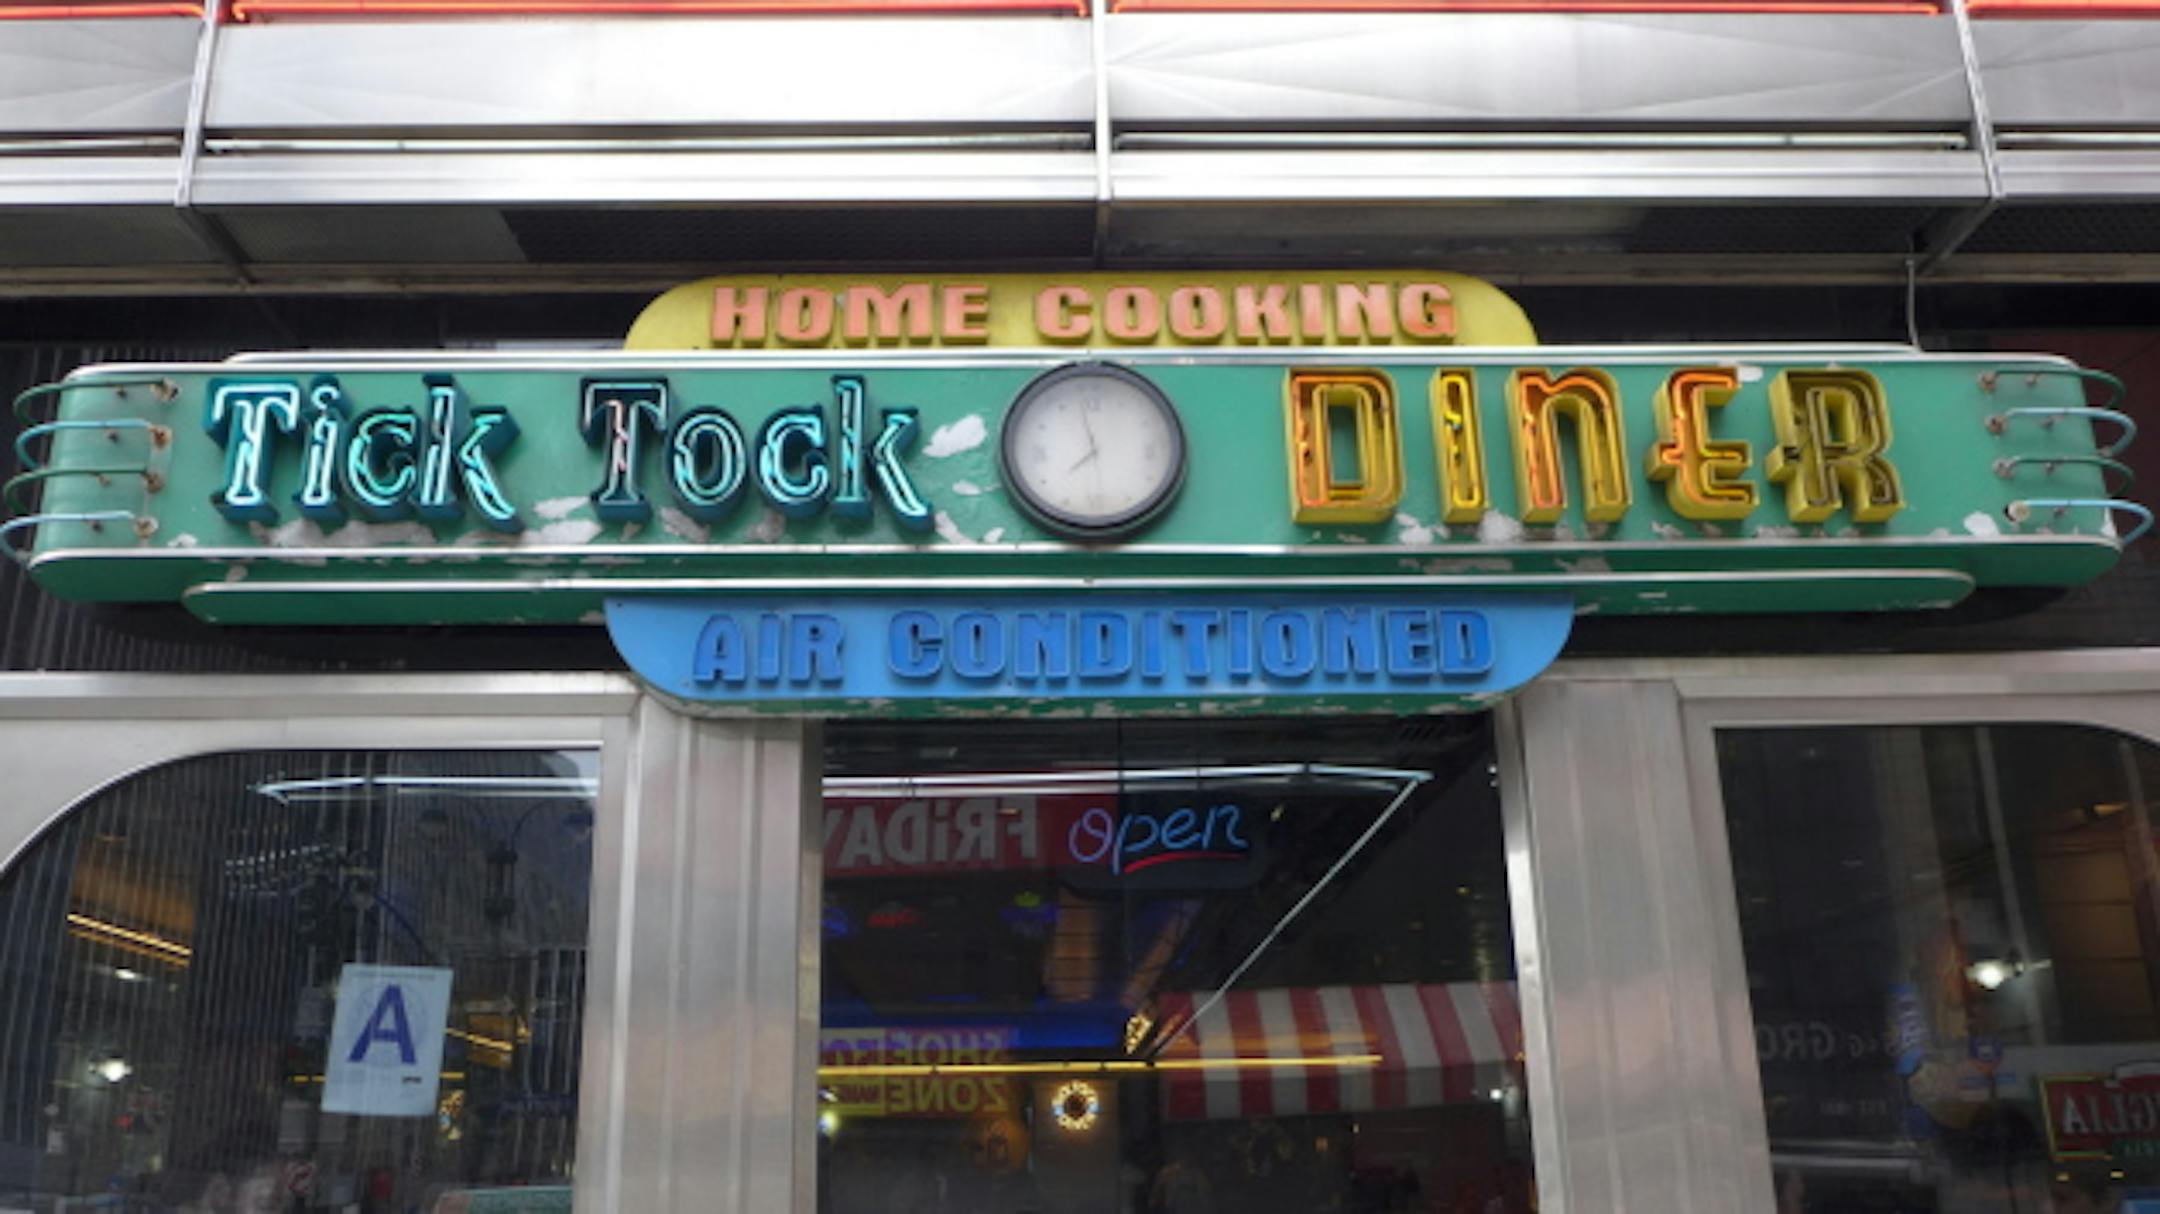 HOME COOKING
Tick Tock DINER
AIR CONDITIONED
FRiDAY
open
A
SHOE
ZONE